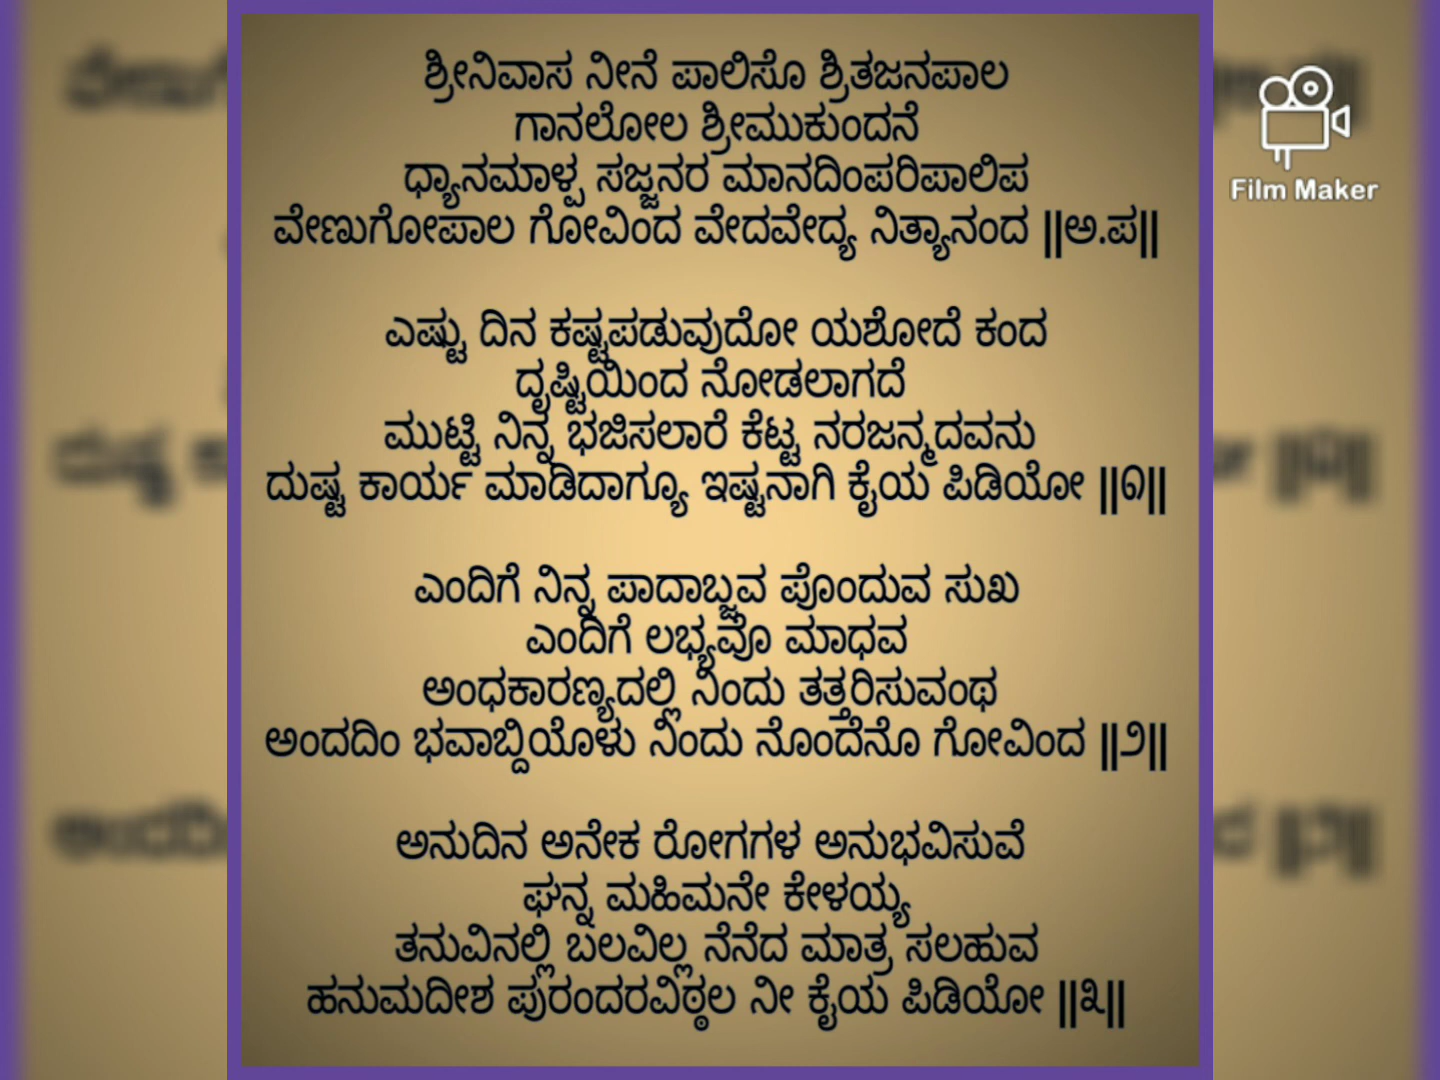 ಶ್ರೀನಿವಾಸ ನೀನೆ ಪಾಲಿಸೊ ಶ್ರಿತಜನಪಾಲ
ಗಾನಲೋಲ ಶ್ರೀಮುಕುಂದನೆ
ಧ್ಯಾನಮಾಳ್ಪ ಸಜ್ಜನರ ಮಾನದಿಂಪರಿಪಾಲಿಪ
ವೇಣುಗೋಪಾಲ ಗೋವಿಂದ ವೇದವೇದ್ಯ ನಿತ್ಯಾನಂದ ||ಅ.ಪ||
ಎಷ್ಟು ದಿನ ಕಷ್ಟಪಡುವುದೋ ಯಶೋದೆ ಕಂದ
ದೃಷ್ಟಿಯಿಂದ ನೋಡಲಾಗದೆ
ಮುಟ್ಟಿ ನಿನ್ನ ಭಜಿಸಲಾರೆ ಕೆಟ್ಟ ನರಜನ್ಮದವನು
ದುಷ್ಟ ಕಾರ್ಯ ಮಾಡಿದಾಗ್ಯೂ ಇಷ್ಟನಾಗಿ ಕೈಯ ಪಿಡಿಯೋ ||೧||
ಎಂದಿಗೆ ನಿನ್ನ ಪಾದಾಬ್ಜವ ಪೊಂದುವ ಸುಖ
ಎಂದಿಗೆ ಲಭ್ಯವೊ ಮಾಧವ
ಅಂಧಕಾರಣ್ಯದಲ್ಲಿ ನಿಂದು ತತ್ತರಿಸುವಂಥ
ಅಂದದಿಂ ಭವಾಬ್ದಿಯೊಳು ನಿಂದು ನೊಂದೆನೊ ಗೋವಿಂದ ||೨||
ಅನುದಿನ ಅನೇಕ ರೋಗಗಳ ಅನುಭವಿಸುವೆ
ಘನ್ನ ಮಹಿಮನೇ ಕೇಳಯ್ಯ
ತನುವಿನಲ್ಲಿ ಬಲವಿಲ್ಲ ನೆನೆದ ಮಾತ್ರ ಸಲಹುವ
ಹನುಮದೀಶ ಪುರಂದರವಿಠ್ಠಲ ನೀ ಕೈಯ ಪಿಡಿಯೋ ||೩||
Film Maker